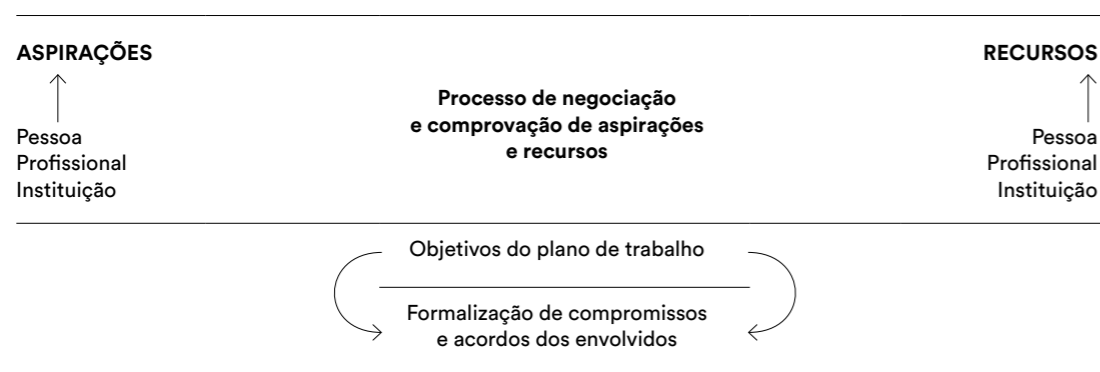 ASPIRAÇÕES
Pessoa
Profissional
Instituição
Processo de negociação
e comprovação de aspirações
e recursos
RECURSOS
Pessoa
Profissional
Instituição
Objetivos do plano de trabalho
Formalização de compromissos
e acordos dos envolvidos